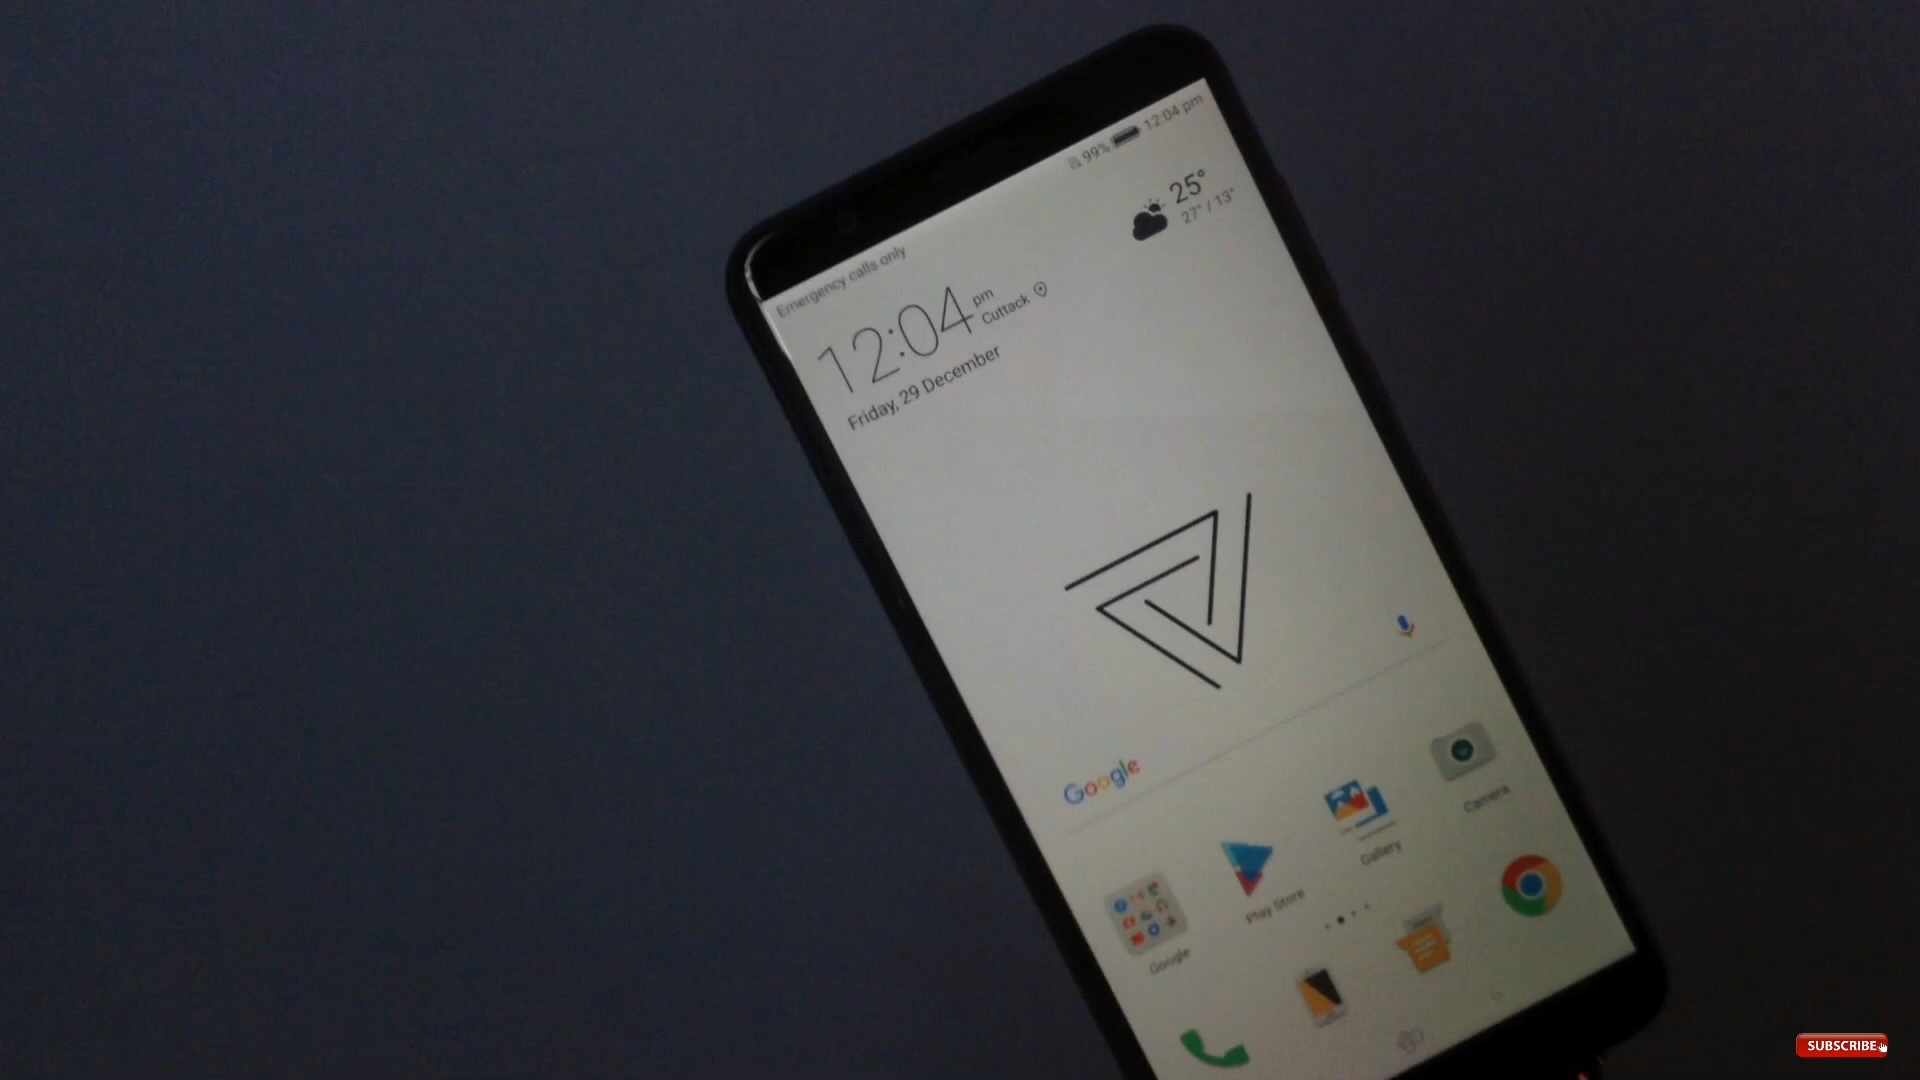 99% 12:04 pm
Emergency calls only
25°
27° / 13°
12:04 pm
Cuttack
Friday, 29 December
Google
Camera
Gallery
Play Store
Google
SUBSCRIBE